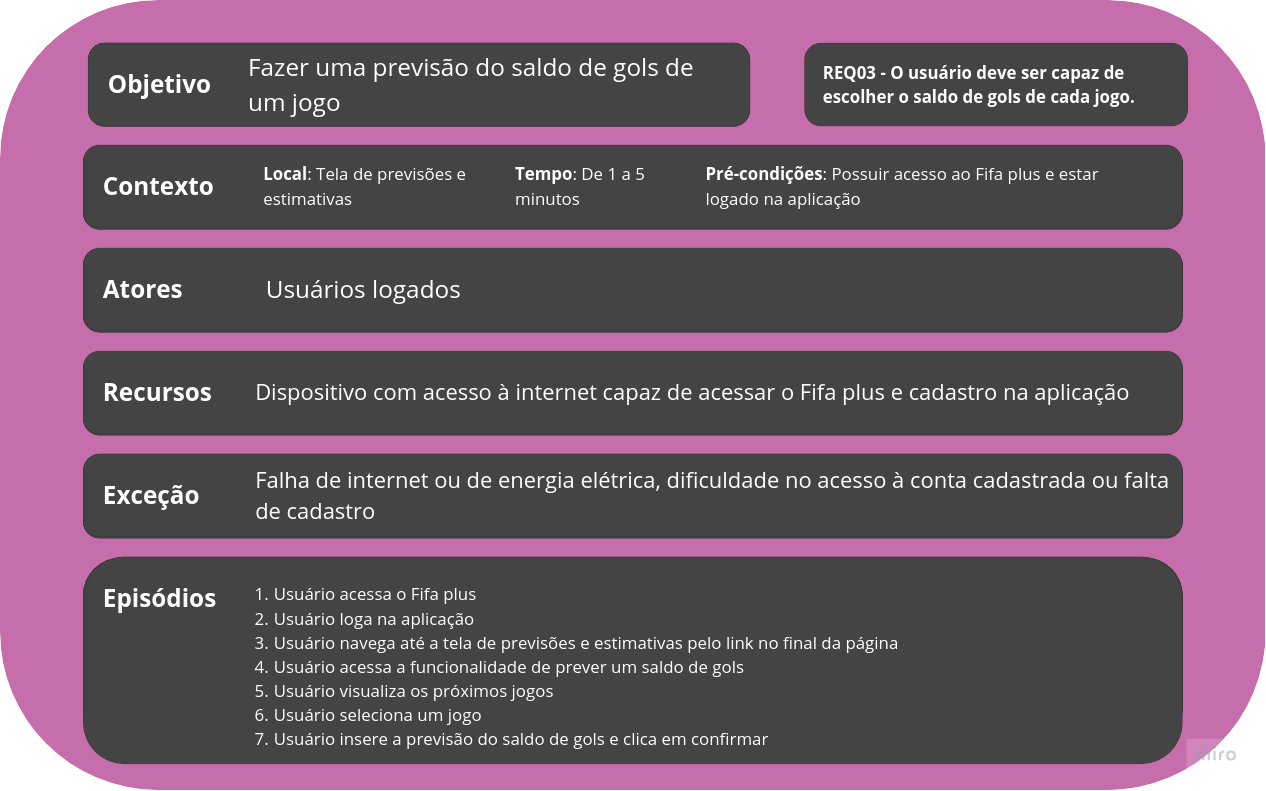 Objetivo
Fazer uma previsão do saldo de gols de
um jogo
REQ03 - O usuário deve ser capaz de
escolher o saldo de gols de cada jogo.
Contexto
Local: Tela de previsões e
estimativas
Tempo: De 1 a 5
minutos
Pré-condições: Possuir acesso ao Fifa plus e estar
logado na aplicação
Atores
Usuários logados
Recursos
Dispositivo com acesso à internet capaz de acessar o Fifa plus e cadastro na aplicação
Exceção
Falha de internet ou de energia elétrica, dificuldade no acesso à conta cadastrada ou falta
de cadastro
Episódios
1. Usuário acessa o Fifa plus
2. Usuário loga na aplicação
3. Usuário navega até a tela de previsões e estimativas pelo link no final da página
4. Usuário acessa a funcionalidade de prever um saldo de gols
5. Usuário visualiza os próximos jogos
6. Usuário seleciona um jogo
7. Usuário insere a previsão do saldo de gols e clica em confirmar
miro